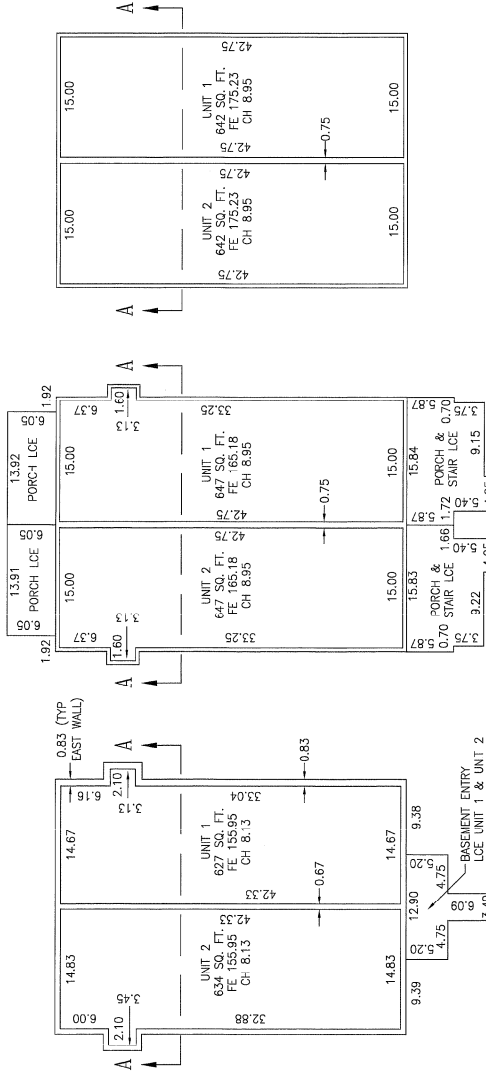 A
A
15.00
15.00
42.75
42.75
42.75
42.75
UNIT 2
642 SQ. FT.
FE 175.23
CH 8.95
UNIT 1
642 SQ. FT.
FE 175.23
CH 8.95
0.75
15.00
15.00
A
A
13.91
13.92
6.05
6.05
6.05
PORCH LCE
PORCH LCE
1.92
1.92
6.37
15.00
15.00
6.37
1.60
3.13
1.60
3.13
33.25
42.75
42.75
33.25
UNIT 2
647 SQ. FT.
FE 165.18
CH 8.95
UNIT 1
647 SQ. FT.
FE 165.18
CH 8.95
0.75
15.00
15.00
15.83
15.84
5.87
5.87
5.87
5.87
PORCH &
STAIR LCE
PORCH &
STAIR LCE
0.70
1.66
1.72
0.70
3.75
5.40
5.40
3.75
9.22
9.15
A
A
0.83 (TYP
EAST WALL)
6.00
14.83
14.67
6.16
2.10
3.45
2.10
3.13
32.88
42.33
42.33
33.04
UNIT 2
634 SQ. FT.
FE 155.95
CH 8.13
UNIT 1
627 SQ. FT.
FE 155.95
CH 8.13
0.67
0.83
14.83
14.67
9.39
12.90
9.38
5.20
5.20
4.75
4.75
6.09
BASEMENT ENTRY
LCE UNIT 1 & UNT 2